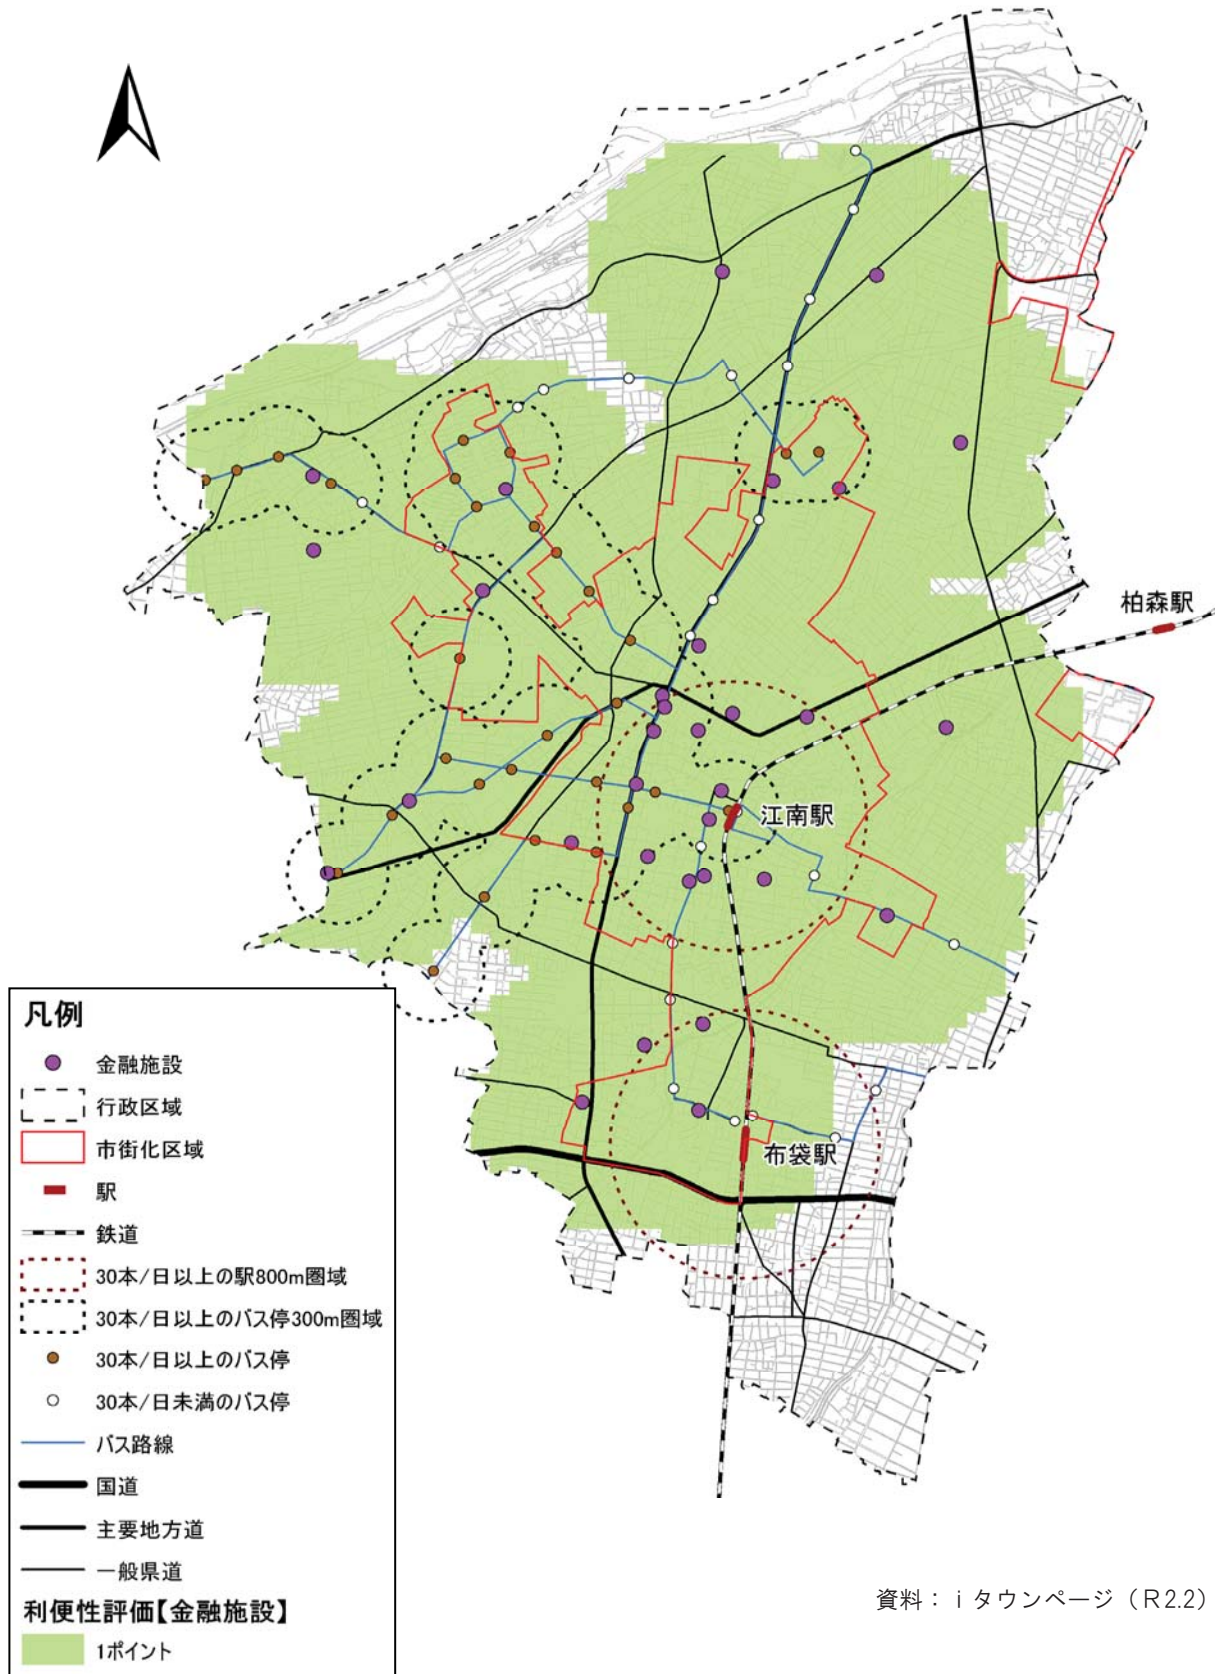 柏森駅
江南駅
布袋駅
凡例
金融施設
行政区域
市街化区域
駅
鉄道
30本/日以上の駅800m圏域
30本/日以上のバス停300m圏域
30本/日以上のバス停
30本/日未満のバス停
バス路線
国道
主要地方道
一般県道
利便性評価【金融施設】
1ポイント
資料：ｉタウンページ（R2.2）